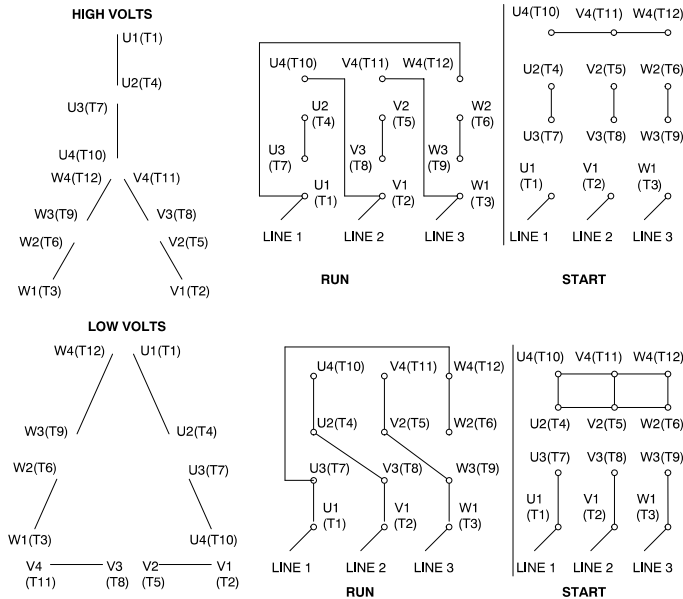 HIGH VOLTS
U1(T1)
U2(T4)
U3(T7)
U4(T10)
W4(T12) V4(T11)
W3(T9) V3(T8)
W2(T6) V2(T5)
W1(T3) V1(T2)
U4(T10) V4(T11) W4(T12)
U2 (T4) V2 (T5) W2 (T6)
U3 (T7) V3 (T8) W3 (T9)
U1 (T1) V1 (T2) W1 (T3)
LINE 1 LINE 2 LINE 3
RUN
U4(T10) V4(T11) W4(T12)
U2(T4) V2(T5) W2(T6)
U3(T7) V3(T8) W3(T9)
U1 (T1) V1 (T2) W1 (T3)
LINE 1 LINE 2 LINE 3
START
LOW VOLTS
W4(T12) U1(T1)
W3(T9) U2(T4)
W2(T6) U3(T7)
W1(T3) U4(T10)
V4 V3 V2 V1
(T11) (T8) (T5) (T2)
U4(T10) V4(T11) W4(T12)
U2(T4) V2(T5) W2(T6)
U3(T7) V3(T8) W3(T9)
U1 (T1) V1 (T2) W1 (T3)
LINE 1 LINE 2 LINE 3
RUN
U4(T10) V4(T11) W4(T12)
U2(T4) V2(T5) W2(T6)
U3(T7) V3(T8) W3(T9)
U1 (T1) V1 (T2) W1 (T3)
LINE 1 LINE 2 LINE 3
START